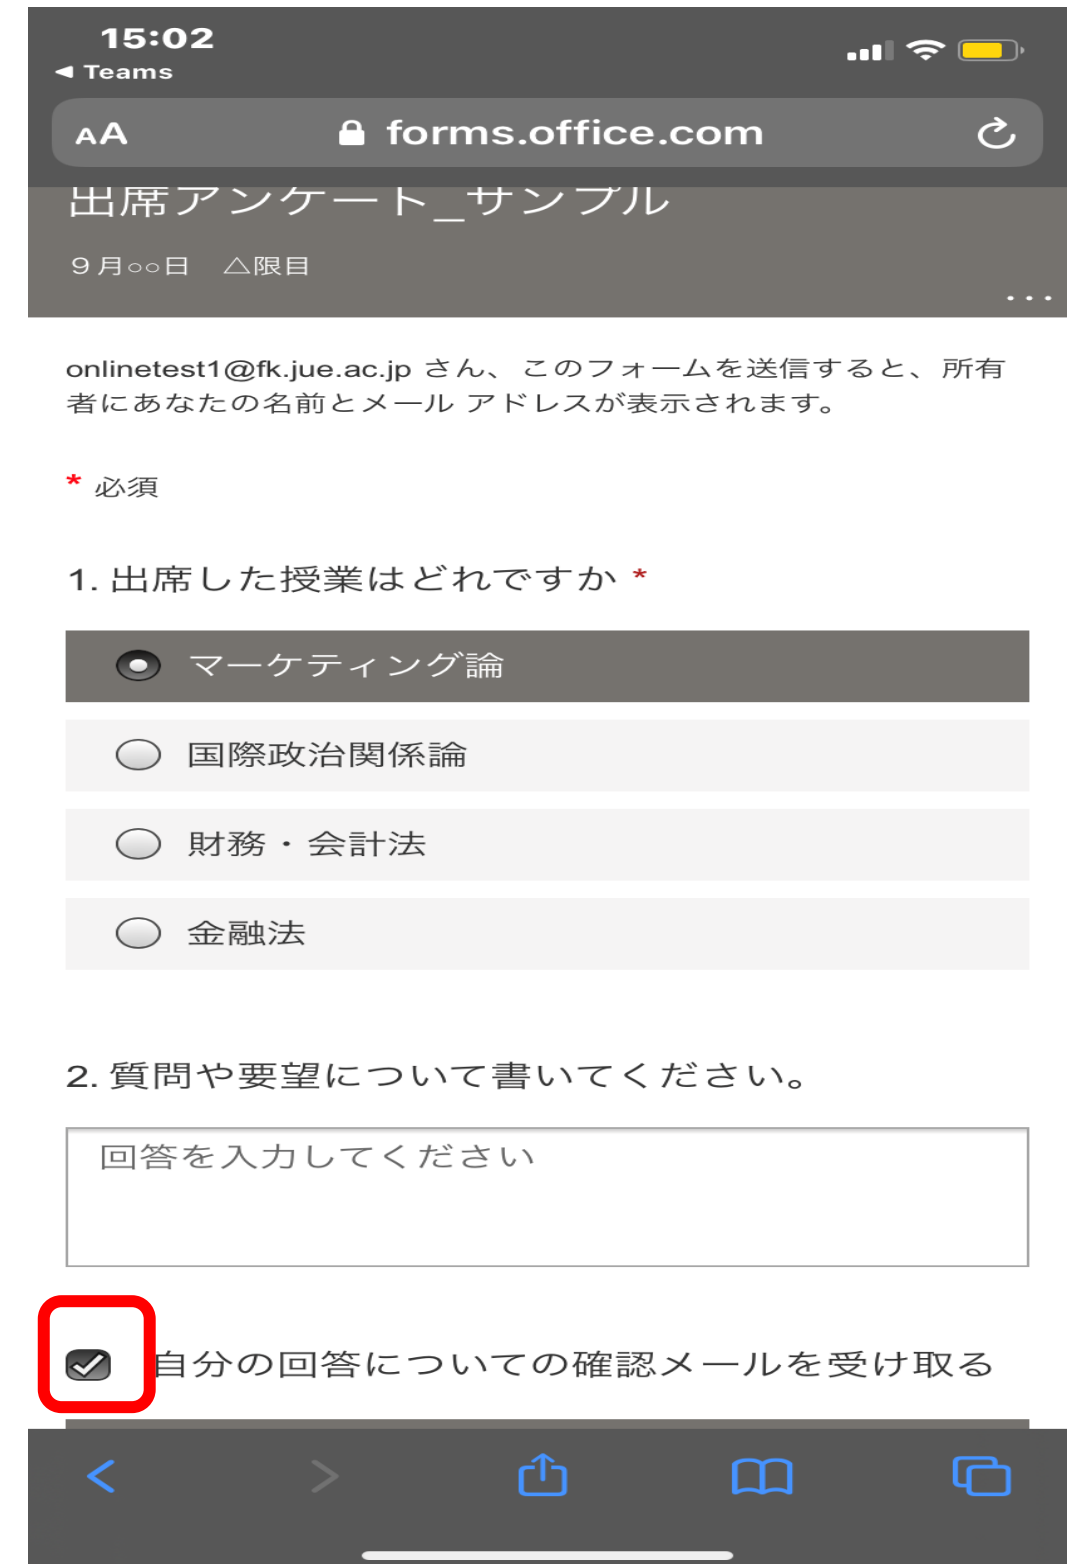 15:02
◀ Teams
AA forms.office.com
出席アンケート_サンプル
９月○○日　△限目
...
onlinetest1@fk.jue.ac.jp さん、このフォームを送信すると、所有
者にあなたの名前とメール アドレスが表示されます。
* 必須
1. 出席した授業はどれですか *
マーケティング論
国際政治関係論
財務・会計法
金融法
2. 質問や要望について書いてください。
回答を入力してください
自分の回答についての確認メールを受け取る